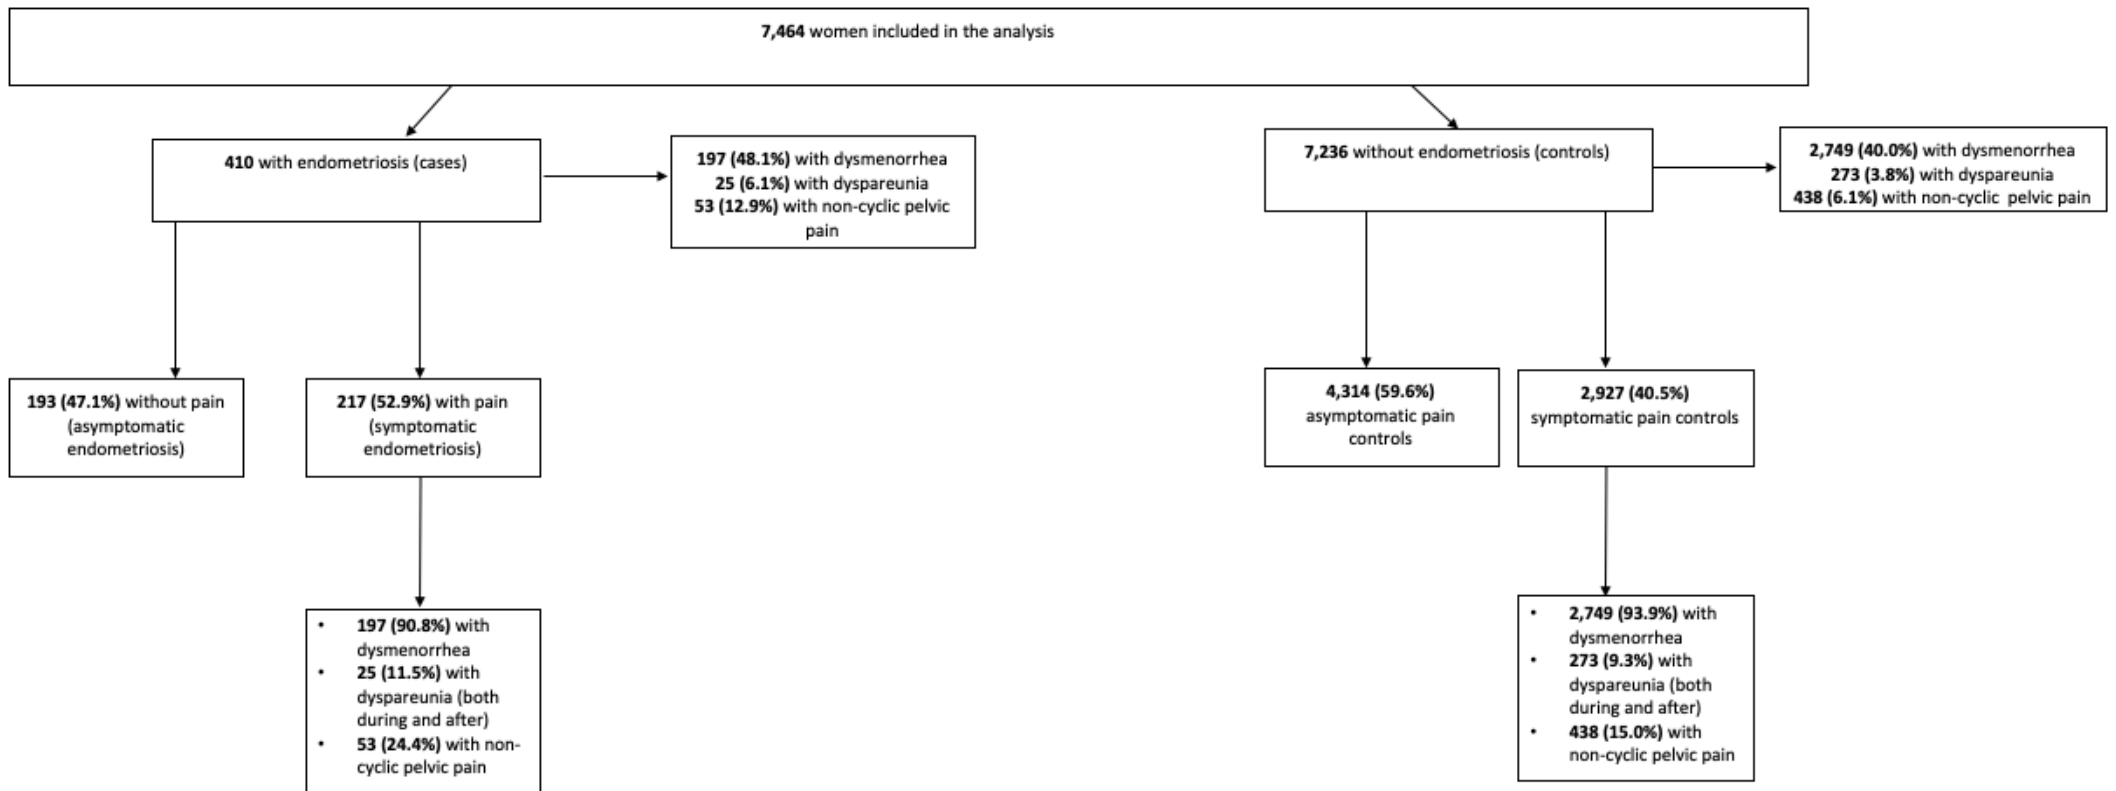 7,464 women included in the analysis
410 with endometriosis (cases)
197 (48.1%) with dysmenorrhea
25 (6.1%) with dyspareunia
53 (12.9%) with non-cyclic pelvic
pain
7,236 without endometriosis (controls)
2,749 (40.0%) with dysmenorrhea
273 (3.8%) with dyspareunia
438 (6.1%) with non-cyclic pelvic pain
193 (47.1%) without pain
(asymptomatic
endometriosis)
217 (52.9%) with pain
(symptomatic
endometriosis)
4,314 (59.6%)
asymptomatic pain
controls
2,927 (40.5%)
symptomatic pain controls
• 197 (90.8%) with
dysmenorrhea
• 25 (11.5%) with
dyspareunia (both
during and after)
• 53 (24.4%) with non-
cyclic pelvic pain
• 2,749 (93.9%) with
dysmenorrhea
• 273 (9.3%) with
dyspareunia (both
during and after)
• 438 (15.0%) with
non-cyclic pelvic pain